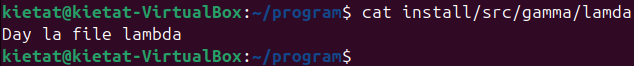 kietat@kietat-VirtualBox:~/program$ cat install/src/gamma/lamda
Day la file lambda
kietat@kietat-VirtualBox:~/program$